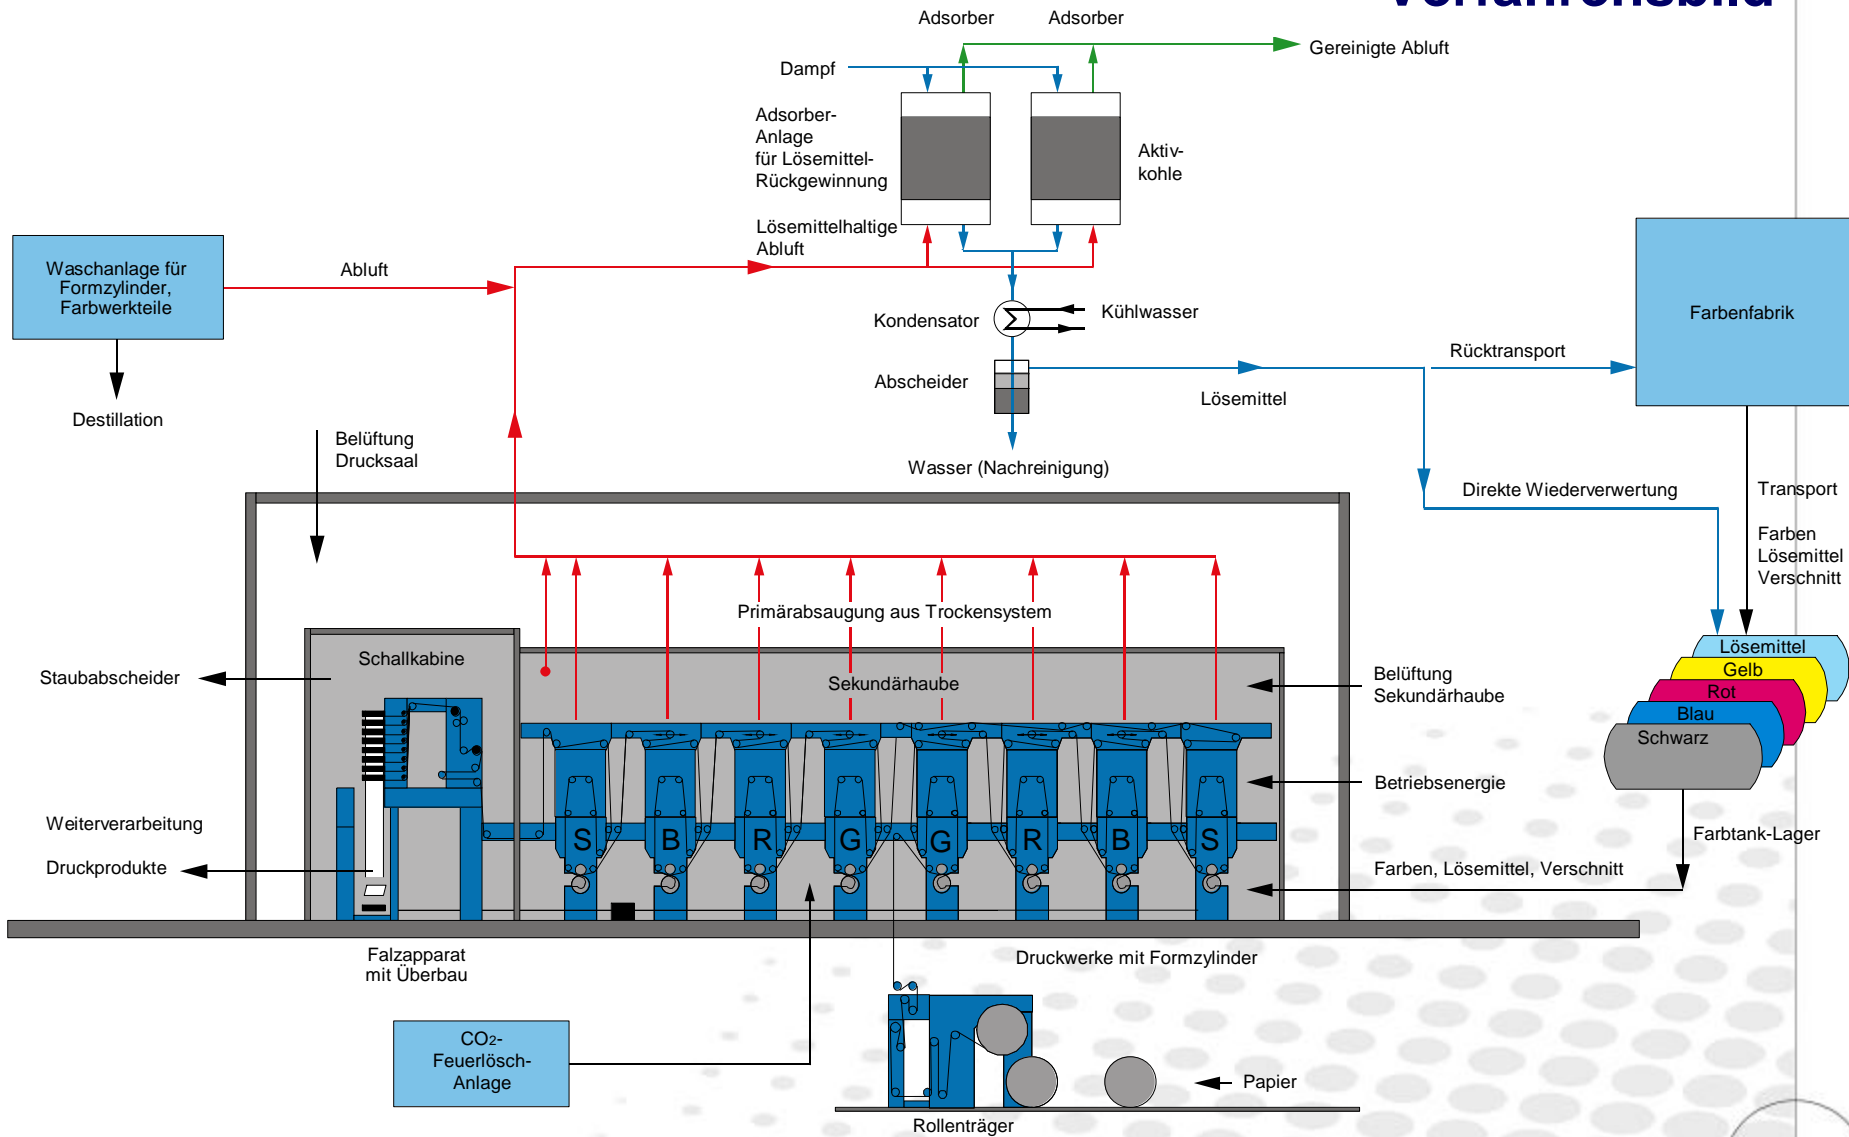 Verfahrensbild
Adsorber
Adsorber
Gereinigte Abluft
Dampf
Adsorber-
Anlage
für Lösemittel-
Rückgewinnung
Aktiv-
kohle
Lösemittelhaltige
Abluft
Waschanlage für
Formzylinder,
Farbwerkteile
Abluft
Kondensator
Kühlwasser
Farbenfabrik
Rücktransport
Abscheider
Lösemittel
Destillation
Belüftung
Drucksaal
Wasser (Nachreinigung)
Direkte Wiederverwertung
Transport
Farben
Lösemittel
Verschnitt
Primärabsaugung aus Trockensystem
Schallkabine
Staubabscheider
Sekundärhaube
Belüftung
Sekundärhaube
Lösemittel
Gelb
Rot
Blau
Schwarz
Betriebsenergie
Weiterverarbeitung
S B R G G R B S
Farbtank-Lager
Druckprodukte
Farben, Lösemittel, Verschnitt
Falzapparat
mit Überbau
Druckwerke mit Formzylinder
CO2-
Feuerlösch-
Anlage
Papier
Rollenträger